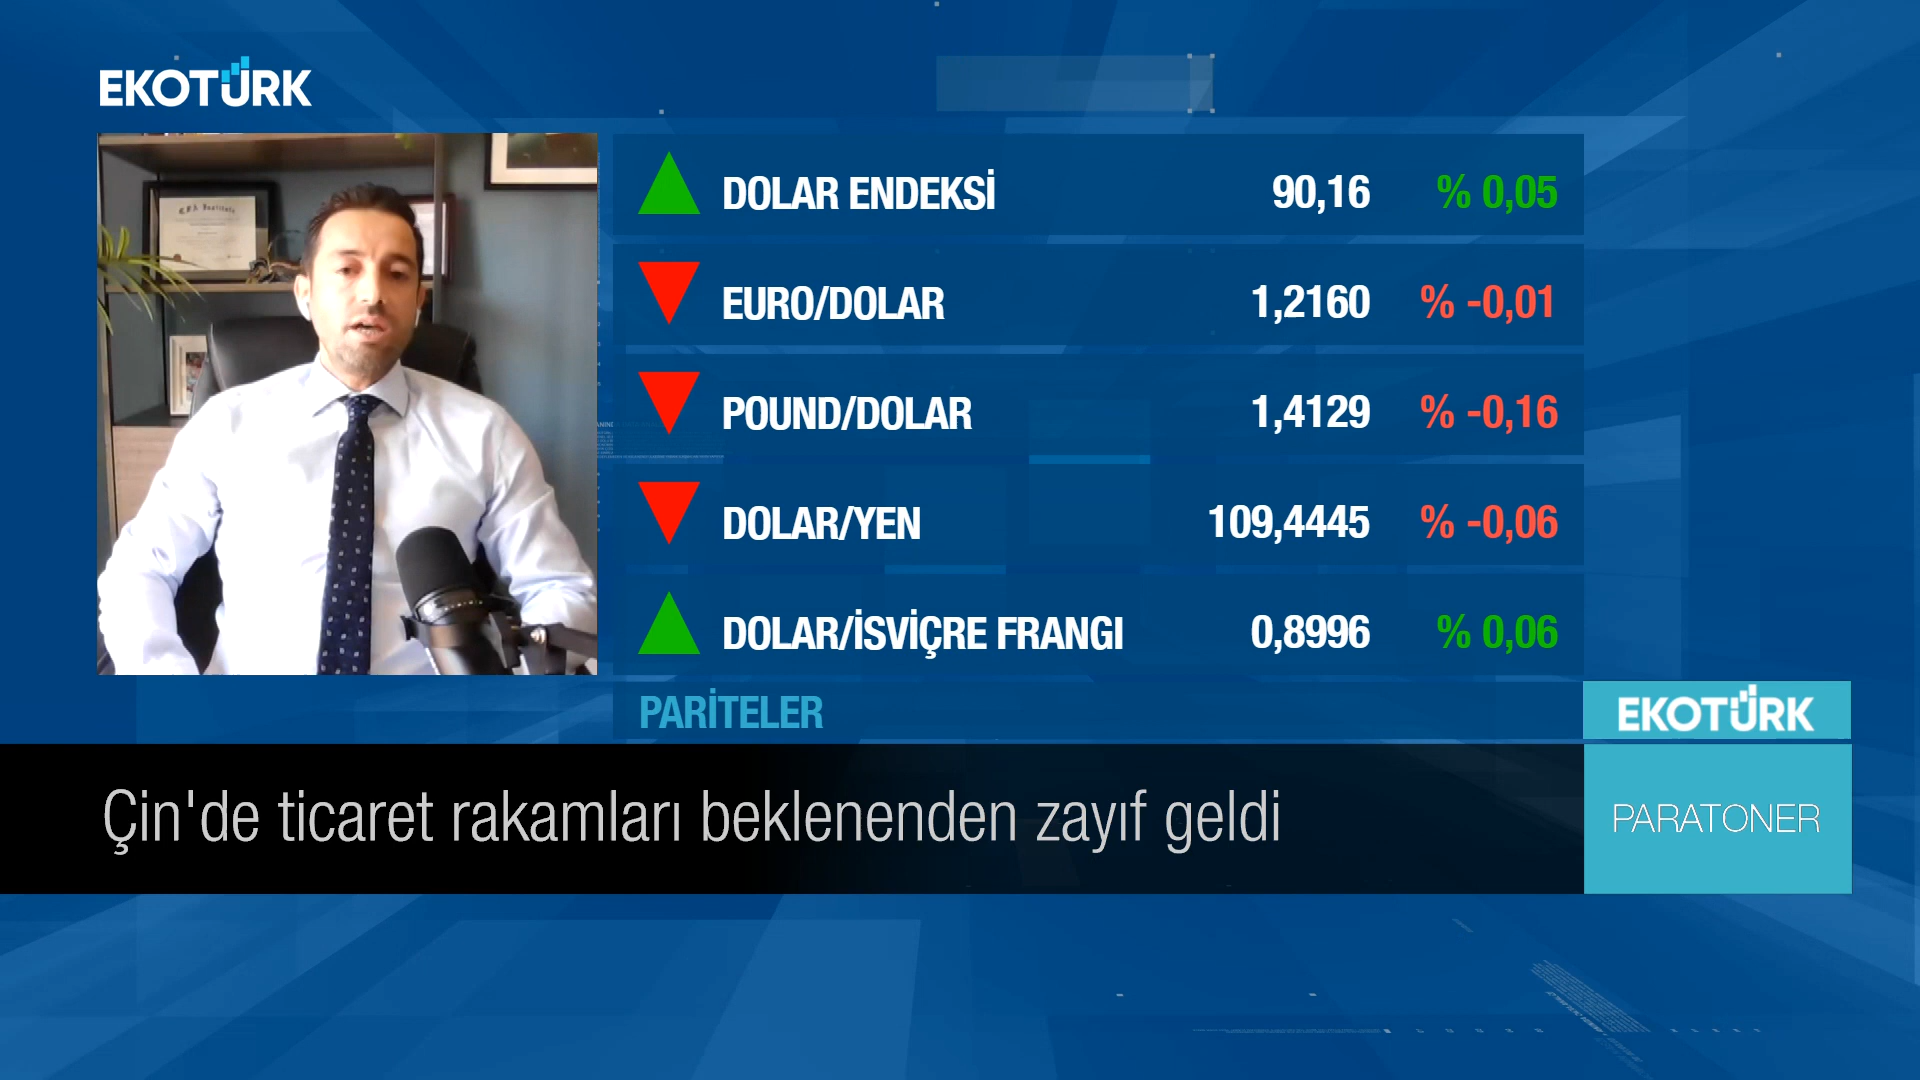 EKOTÜRK
DOLAR ENDEKSİ 90,16 % 0,05
EURO/DOLAR 1,2160 % -0,01
POUND/DOLAR 1,4129 % -0,16
DOLAR/YEN 109,4445 % -0,06
DOLAR/İSVİÇRE FRANGI 0,8996 % 0,06
PARİTELER EKOTÜRK
Çin'de ticaret rakamları beklenenden zayıf geldi PARATONER